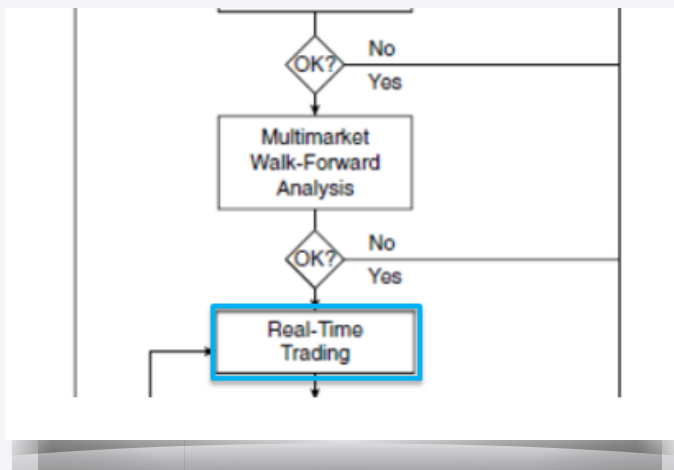 OK?
No
Yes
Multimarket
Walk-Forward
Analysis
OK?
No
Yes
Real-Time
Trading